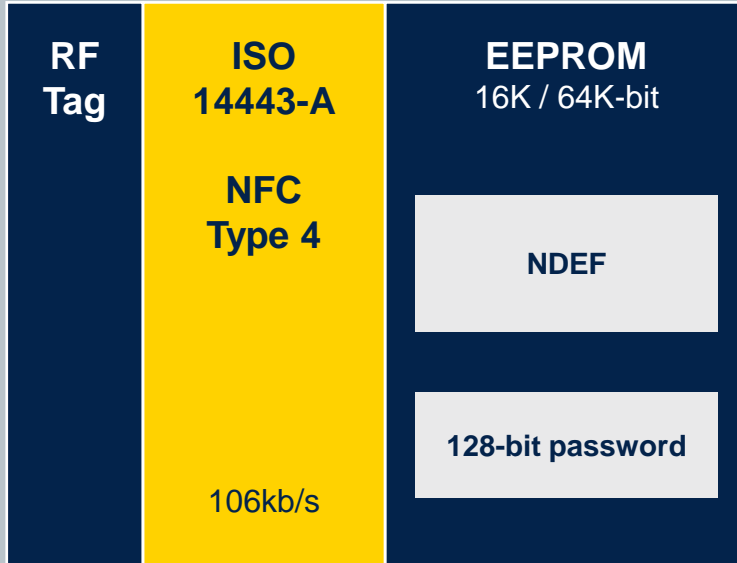 RF
Tag
ISO
14443-A
NFC
Type 4
106kb/s
EEPROM
16K / 64K-bit
NDEF
128-bit password